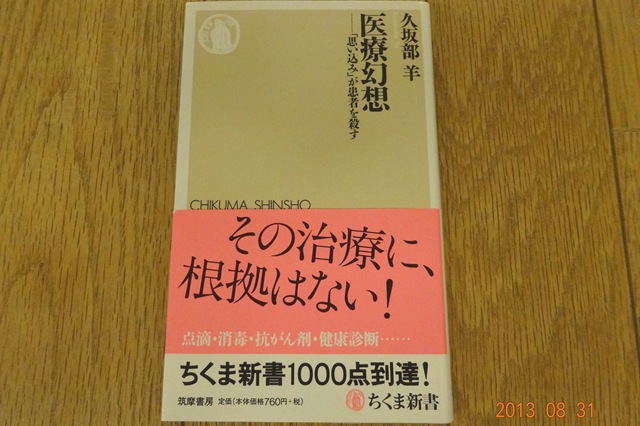 久坂部 羊
医療幻想
──「思い込み」が患者を殺す
CHIKUMA SHINSHO
その治療に、
根拠はない！
点滴・消毒・抗がん剤・健康診断……
ちくま新書1000点到達！
筑摩書房 定価（本体価格760円＋税） ちくま新書
2013 08 31